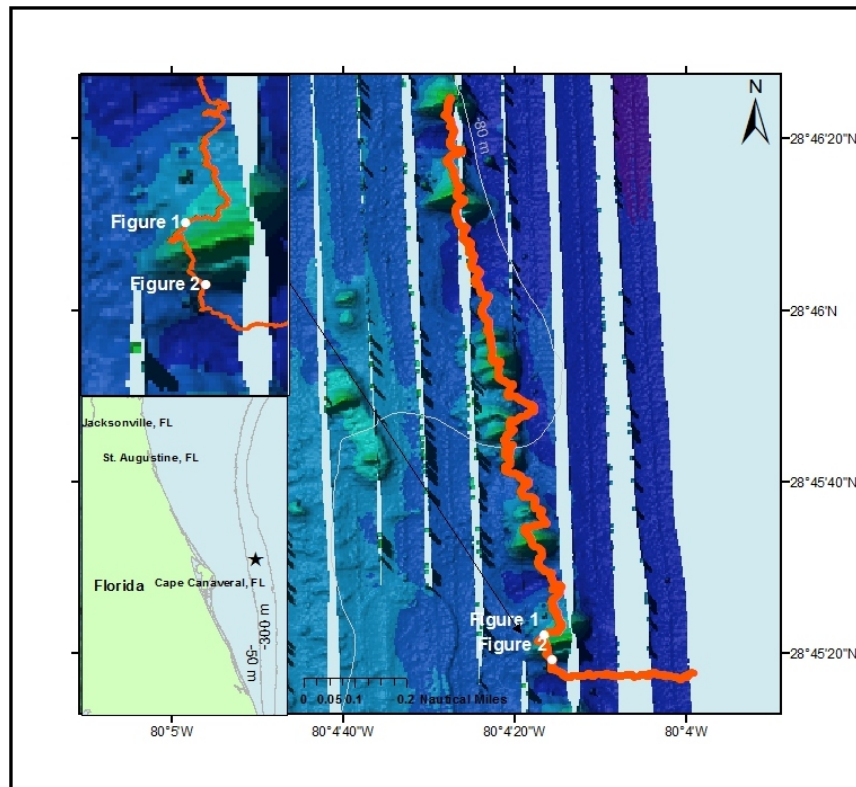 N
-80 m
28°46'20"N
Figure 1
Figure 2
28°46'N
Jacksonville, FL
St. Augustine, FL
28°45'40"N
Florida
Cape Canaveral, FL
-300 m
-50 m
Figure 1
Figure 2
28°45'20"N
0 0.05 0.1 0.2 Nautical Miles
80°5'W
80°4'40"W
80°4'20"W
80°4'W